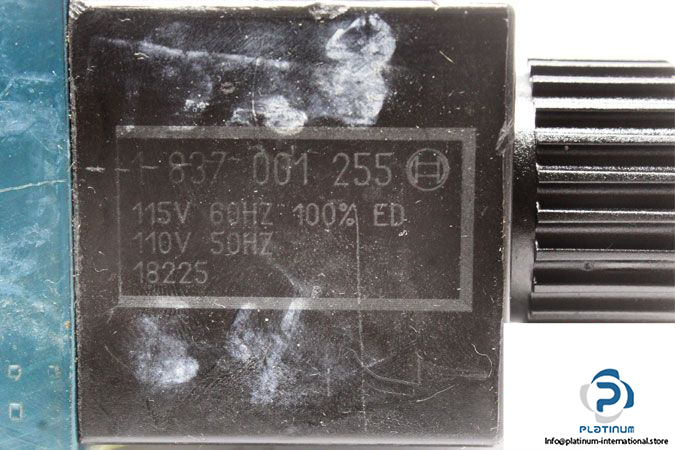 1 837 001 255
115V 60HZ 100% ED
110V 50HZ
18225
PLATINUM
Info@platinum-international.store